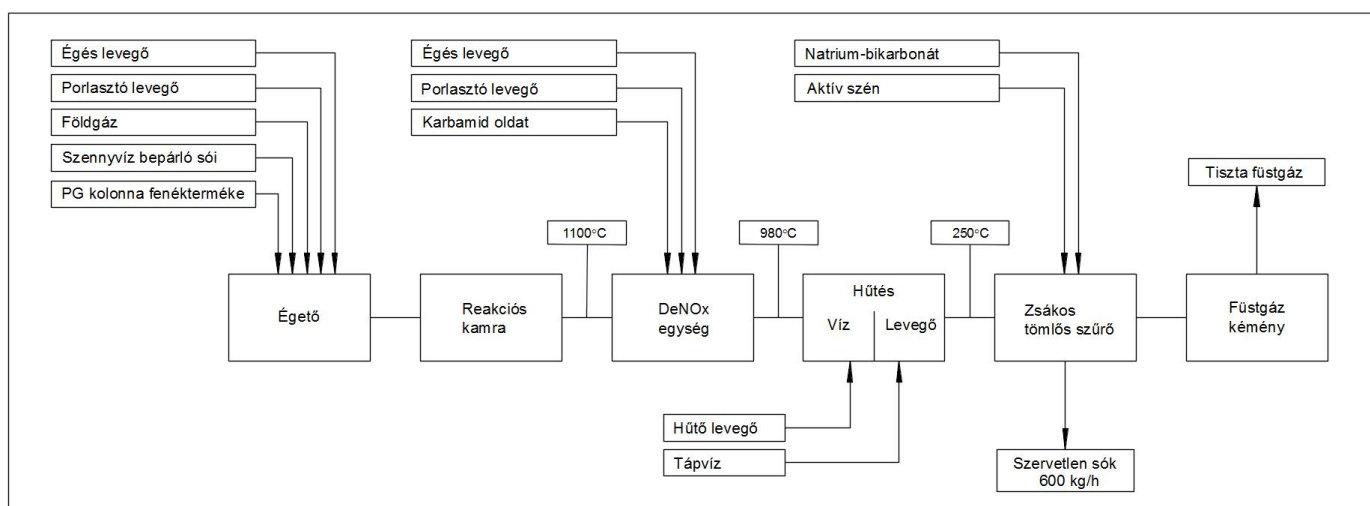 Égés levegő
Porlasztó levegő
Földgáz
Szennyvíz bepárló sói
PG kolonna fenékterméke
Égés levegő
Porlasztó levegő
Karbamid oldat
Natrium-bikarbonát
Aktív szén
Tiszta füstgáz
1100°C
980°C
250°C
Égető
Reakciós
kamra
DeNOx
egység
Hűtés
Víz
Levegő
Zsákos
tömlős szűrő
Füstgáz
kémény
Hűtő levegő
Tápvíz
Szervetlen sók
600 kg/h